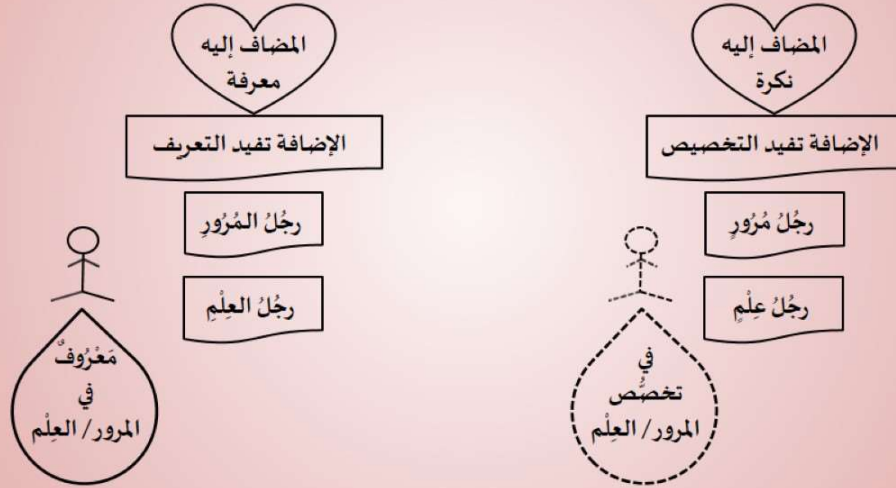 المضاف إليه
نكرة
الإضافة تفيد التخصيص
رجُلُ مُرُورٍ
رجُلُ عِلْمٍ
في
تخصُّص
المرور/ العِلْم
المضاف إليه
معرفة
الإضافة تفيد التعريف
رجُلُ المُرُورِ
رجُلُ العِلْمِ
مَعْرُوفٌ
في
المرور/ العِلْم